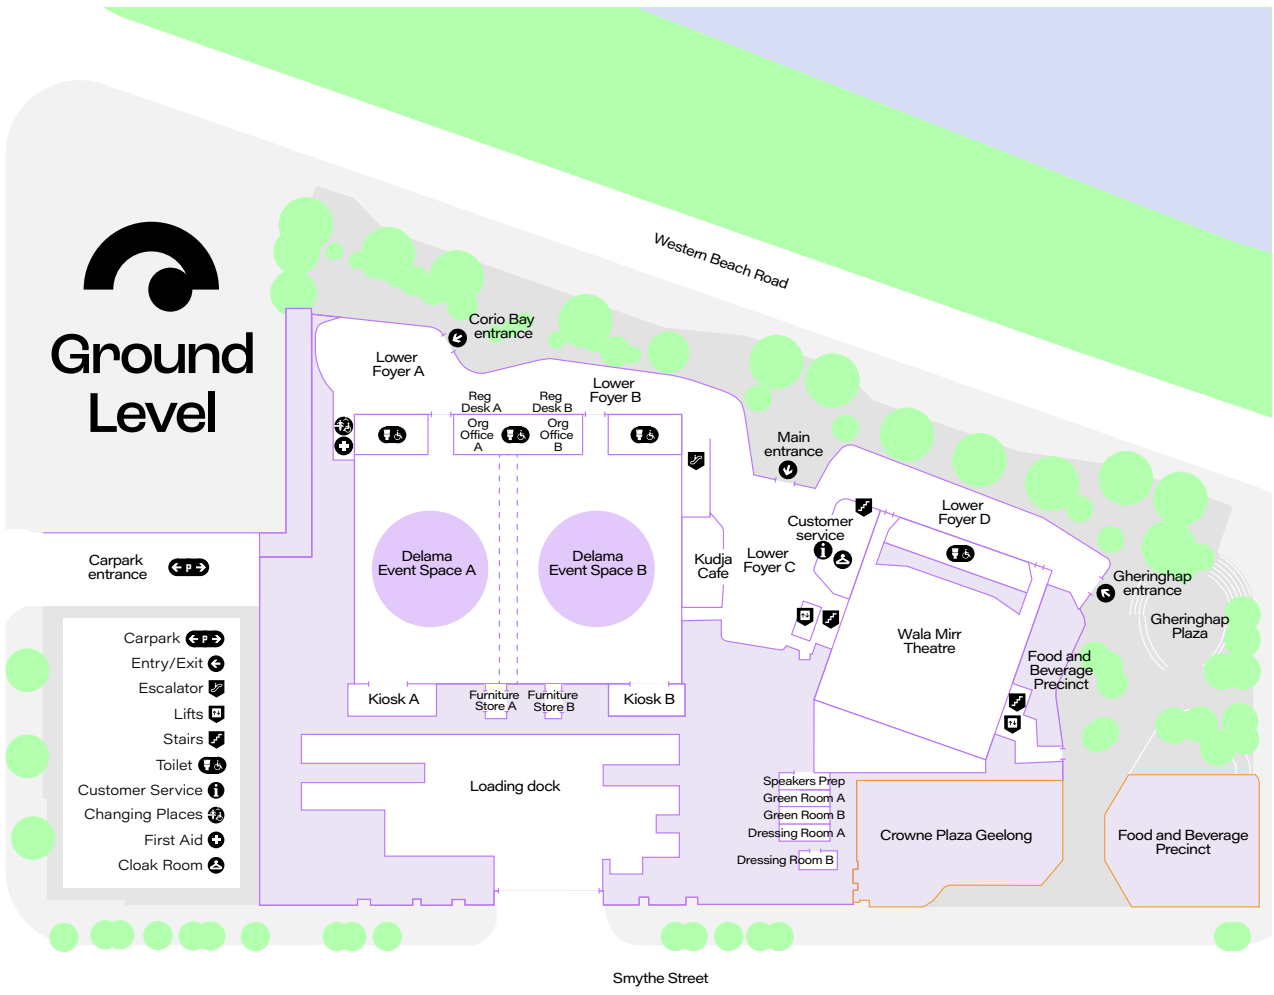 Western Beach Road
Ground
Level
Corio Bay
entrance
Lower
Foyer A
Lower
Foyer B
Reg
Desk A
Reg
Desk B
Org
Office
A
Org
Office
B
Main
entrance
Lower
Foyer D
Customer
service
Lower
Foyer C
Kudja
Cafe
Delama
Event Space A
Delama
Event Space B
Carpark
entrance
P
Gheringhap
entrance
Gheringhap
Plaza
Wala Mirr
Theatre
Food and
Beverage
Precinct
Carpark
P
Entry/Exit
Escalator
Lifts
Stairs
Toilet
Customer Service
Changing Places
First Aid
Cloak Room
Kiosk A
Furniture
Store A
Furniture
Store B
Kiosk B
Loading dock
Speakers Prep
Green Room A
Green Room B
Dressing Room A
Dressing Room B
Crowne Plaza Geelong
Food and Beverage
Precinct
Smythe Street